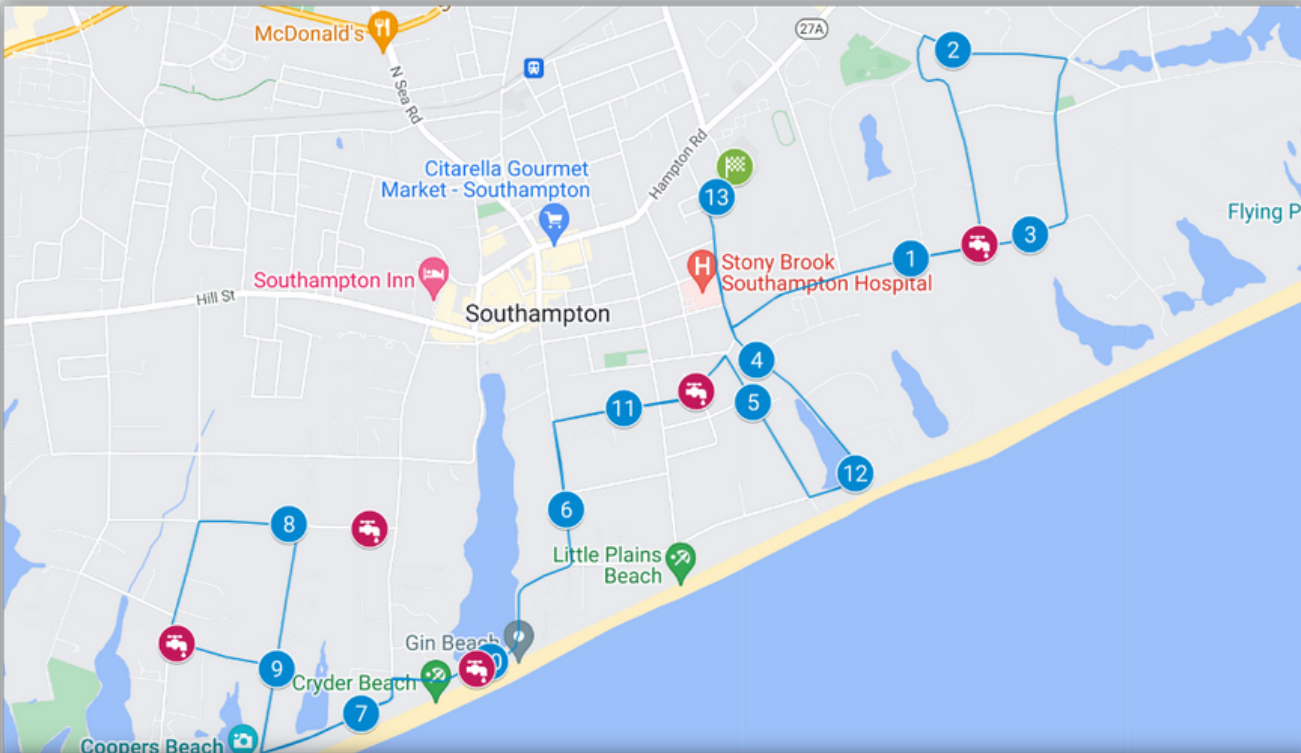 McDonald's
27A
2
N Sea Rd
Citarella Gourmet
Market - Southampton
Hampton Rd
13
Flying P
3
1
H
Stony Brook
Southampton Hospital
Southampton Inn
Hill St
Southampton
4
5
11
12
6
8
Little Plains
Beach
Gin Beach
0
9
Cryder Beach
7
Coopers Beach